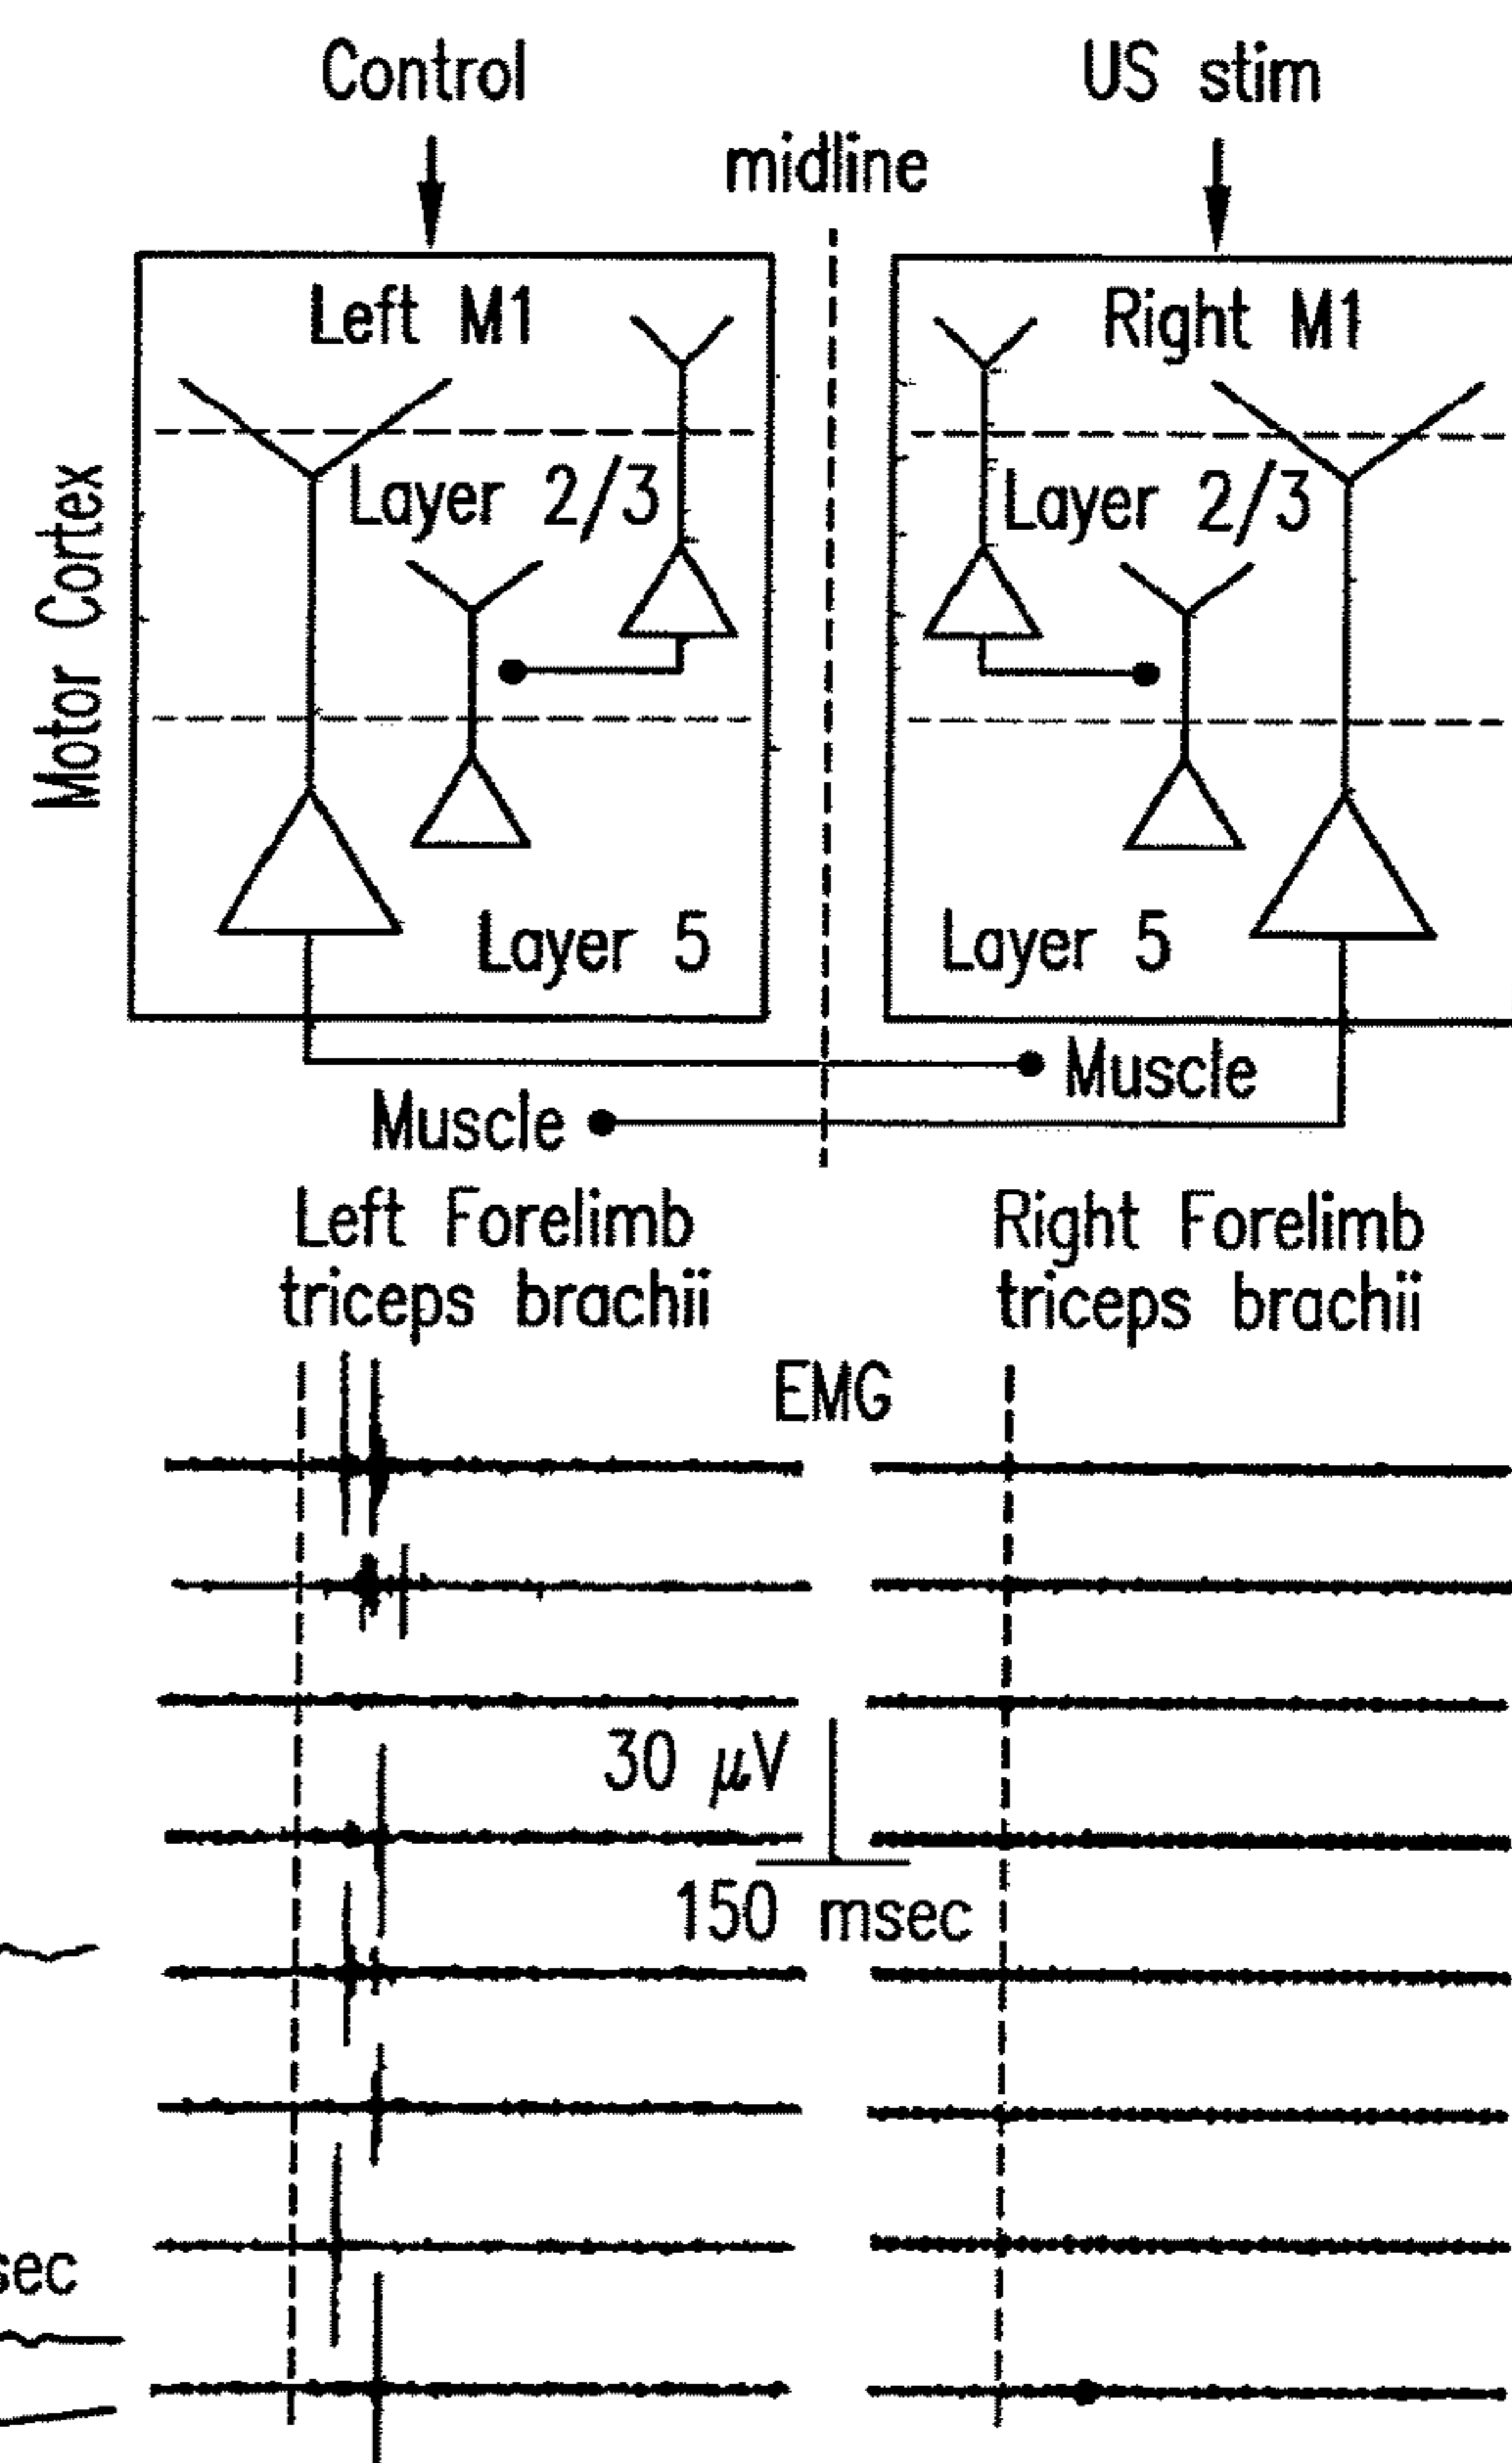 Control
US stim
midline
Left M1
Right M1
Motor Cortex
Layer 2/3
Layer 2/3
Layer 5
Layer 5
Muscle
Muscle
Left Forelimb
triceps brachii
Right Forelimb
triceps brachii
EMG
30 μV
150 msec
sec